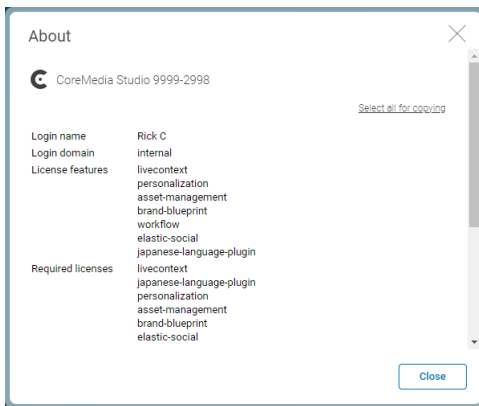 About
CoreMedia Studio 9999-2998
Select all for copying
Login name Rick C
Login domain internal
License features livecontext
personalization
asset-management
brand-blueprint
workflow
elastic-social
japanese-language-plugin
Required licenses livecontext
japanese-language-plugin
personalization
asset-management
brand-blueprint
elastic-social
Close